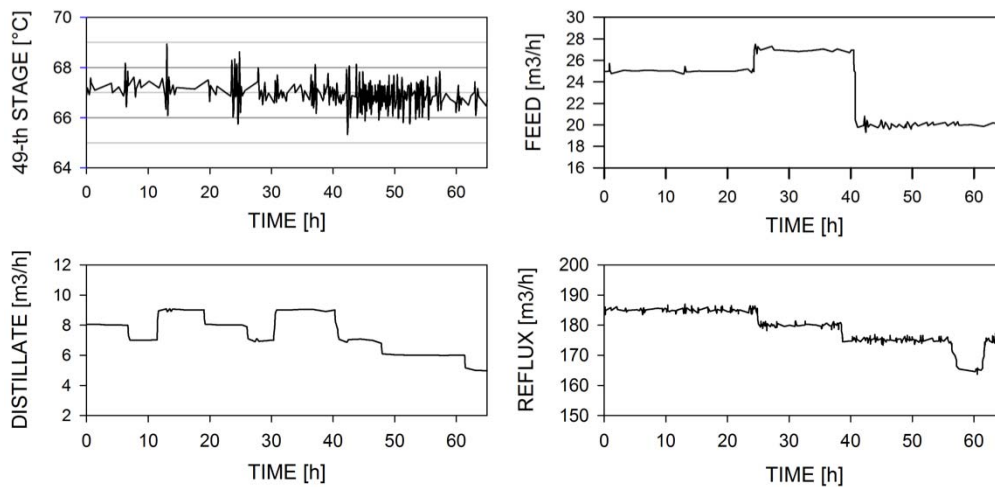 49-th STAGE [°C]
70
68
66
64
0 10 20 30 40 50 60
TIME [h]
FEED [m3/h]
30
28
26
24
22
20
18
16
0 10 20 30 40 50 60
TIME [h]
DISTILLATE [m3/h]
12
10
8
6
4
2
0 10 20 30 40 50 60
TIME [h]
REFLUX [m3/h]
200
190
180
170
160
150
0 10 20 30 40 50 60
TIME [h]